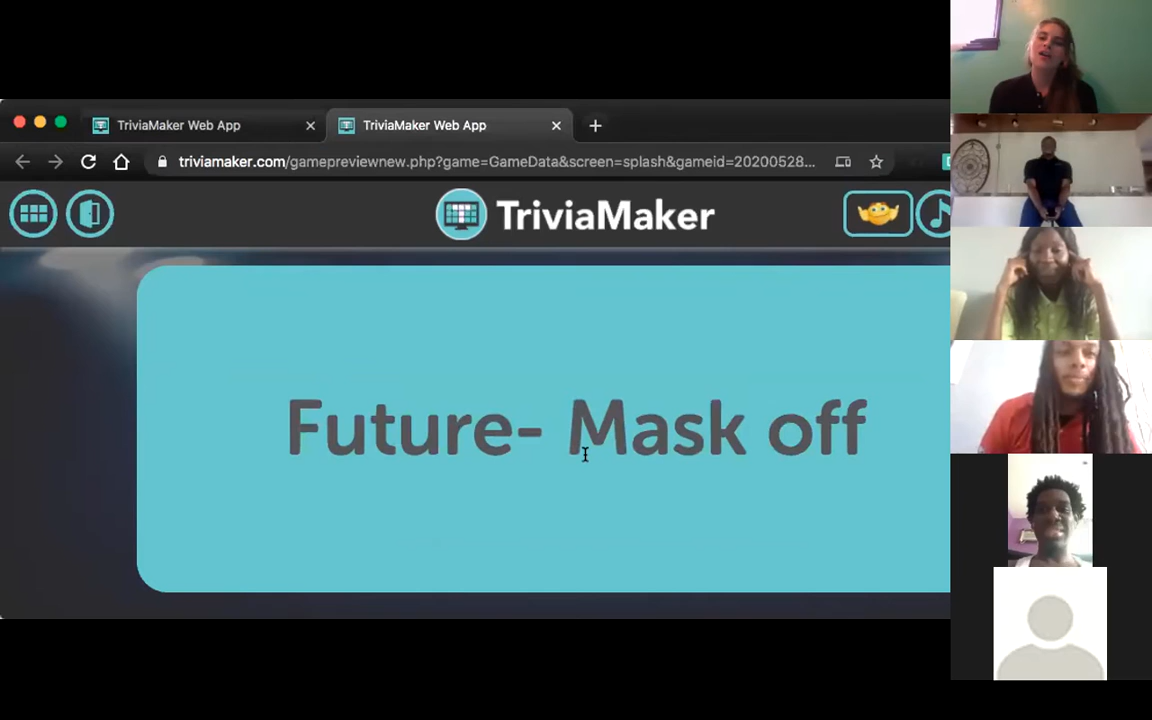 TriviaMaker Web App
TriviaMaker Web App
triviamaker.com/gamepreviewnew.php?game=GameData&screen=splash&gameid=20200528...
TriviaMaker
Future- Mask off